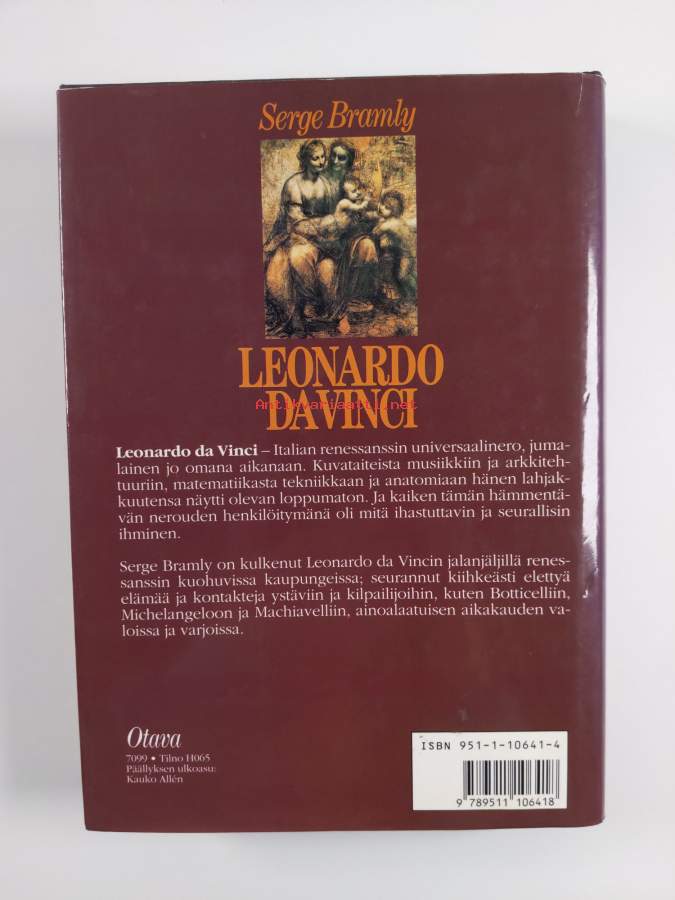 Serge Bramly
LEONARDO
DA VINCI
Antikvariaatti.net
Leonardo da Vinci – Italian renessanssin universaalinero, juma-
lainen jo omana aikanaan. Kuvataiteista musiikkiin ja arkkiteh-
tuuriin, matematiikasta tekniikkaan ja anatomiaan hänen lahjak-
kuutensa näytti olevan loppumaton. Ja kaiken tämän hämmentä-
vän nerouden henkilöitymänä oli mitä ihastuttavin ja seurallisin
ihminen.
Serge Bramly on kulkenut Leonardo da Vincin jalanjäljillä renes-
sanssin kuohuvissa kaupungeissa; seurannut kiihkeästi elettyä
elämää ja kontakteja ystäviin ja kilpailijoihin, kuten Botticelliin,
Michelangeloon ja Machiavelliin, ainoalaatuisen aikakauden va-
loissa ja varjoissa.
Otava
7099 • Tilno H065
Päällyksen ulkoasu:
Kauko Allén
ISBN 951-1-10641-4
9 789511 106418